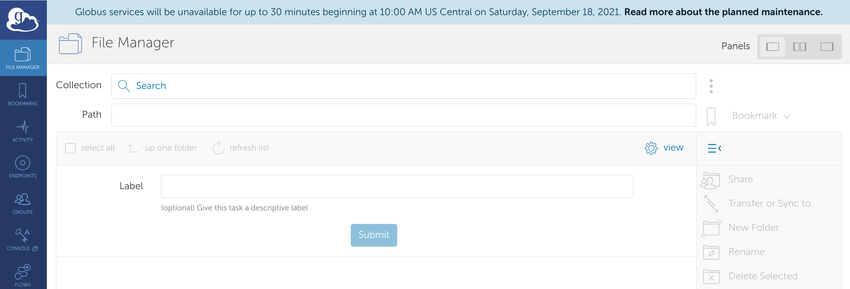 Globus services will be unavailable for up to 30 minutes beginning at 10:00 AM US Central on Saturday, September 18, 2021. Read more about the planned maintenance.
File Manager
Panels
FILE MANAGER
BOOKMARKS
ACTIVITY
ENDPOINTS
GROUPS
CONSOLE
FLOWS
Collection
Search
Path
Bookmark
select all
up one folder
refresh list
view
Label
(optional) Give this task a descriptive label
Submit
Share
Transfer or Sync to...
New Folder
Rename
Delete Selected